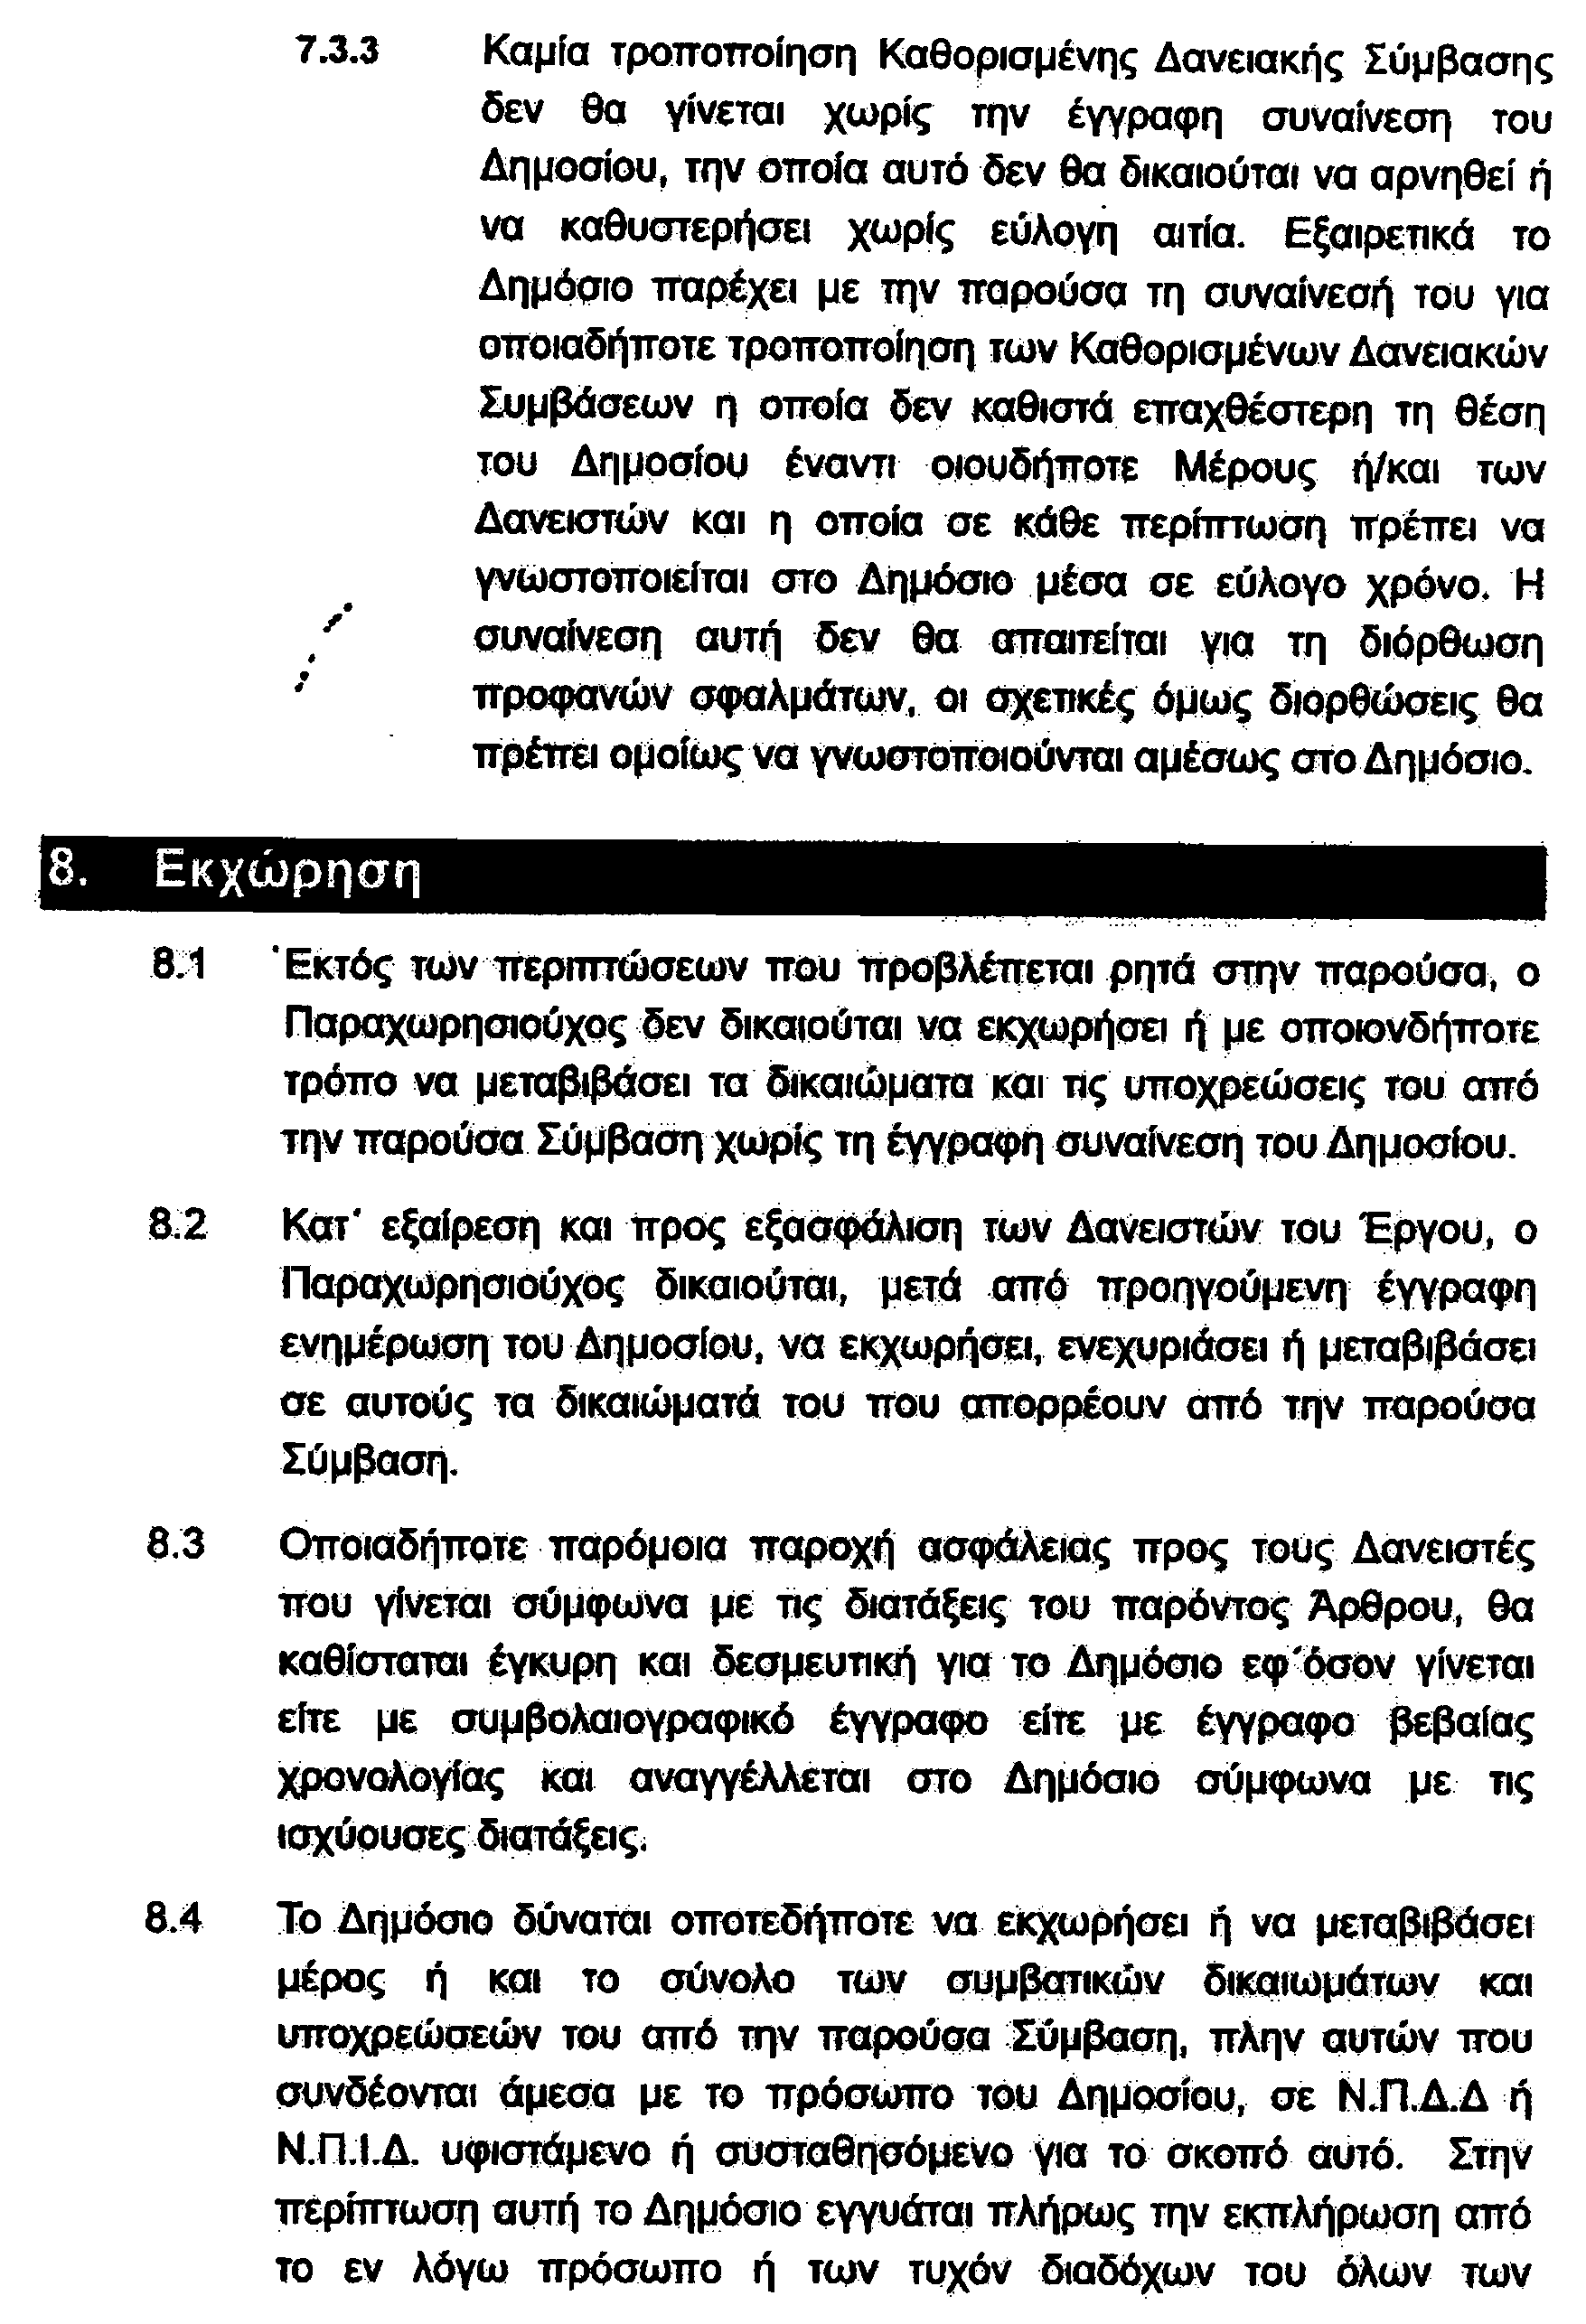 7.3.3 Καμία τροποποίηση Καθορισμένης Δανειακής Σύμβασης
δεν θα γίνεται χωρίς την έγγραφη συναίνεση του
Δημοσίου, την οποία αυτό δεν θα δικαιούται να αρνηθεί ή
να καθυστερήσει χωρίς εύλογη αιτία. Εξαιρετικά το
Δημόσιο παρέχει με την παρούσα τη συναίνεσή του για
οποιαδήποτε τροποποίηση των Καθορισμένων Δανειακών
Συμβάσεων η οποία δεν καθιστά επαχθέστερη τη θέση
του Δημοσίου έναντι οιουδήποτε Μέρους ή/και των
Δανειστών και η οποία σε κάθε περίπτωση πρέπει να
γνωστοποιείται στο Δημόσιο μέσα σε εύλογο χρόνο. Η
συναίνεση αυτή δεν θα απαιτείται για τη διόρθωση
προφανών σφαλμάτων, οι σχετικές όμως διορθώσεις θα
πρέπει ομοίως να γνωστοποιούνται αμέσως στο Δημόσιο.
8. Εκχώρηση
8.1 Έκτός των περιπτώσεων που προβλέπεται ρητά στην παρούσα, ο
Παραχωρησιούχος δεν δικαιούται να εκχωρήσει ή με οποιονδήποτε
τρόπο να μεταβιβάσει τα δικαιώματα και τις υποχρεώσεις του από
την παρούσα Σύμβαση χωρίς τη έγγραφη συναίνεση του Δημοσίου.
8.2 Κατ' εξαίρεση και προς εξασφάλιση των Δανειστών του Έργου, ο
Παραχωρησιούχος δικαιούται, μετά από προηγούμενη έγγραφη
ενημέρωση του Δημοσίου, να εκχωρήσει, ενεχυριάσει ή μεταβιβάσει
σε αυτούς τα δικαιώματά του που απορρέουν από την παρούσα
Σύμβαση.
8.3 Οποιαδήποτε παρόμοια παροχή ασφάλειας προς τους Δανειστές
που γίνεται σύμφωνα με τις διατάξεις του παρόντος Άρθρου, θα
καθίσταται έγκυρη και δεσμευτική για το Δημόσιο εφ'όσον γίνεται
είτε με συμβολαιογραφικό έγγραφο είτε με έγγραφο βεβαίας
χρονολογίας και αναγγέλλεται στο Δημόσιο σύμφωνα με τις
ισχύουσες διατάξεις.
8.4 Το Δημόσιο δύναται οποτεδήποτε να εκχωρήσει ή να μεταβιβάσει
μέρος ή και το σύνολο των συμβατικών δικαιωμάτων και
υποχρεώσεών του από την παρούσα Σύμβαση, πλην αυτών που
συνδέονται άμεσα με το πρόσωπο του Δημοσίου, σε Ν.Π.Δ.Δ ή
Ν.Π.Ι.Δ. υφιστάμενο ή συσταθησόμενο για το σκοπό αυτό. Στην
περίπτωση αυτή το Δημόσιο εγγυάται πλήρως την εκπλήρωση από
το εν λόγω πρόσωπο ή των τυχόν διαδόχων του όλων των